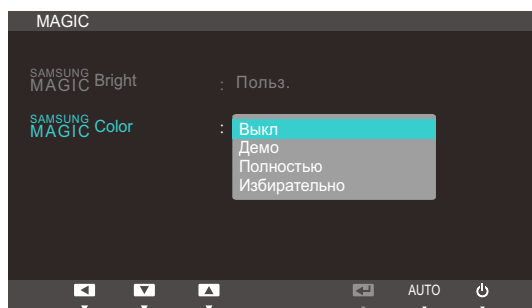 MAGIC
SAMSUNG
MAGIC Bright : Польз.
SAMSUNG
MAGIC Color : Выкл
Демо
Полностью
Избирательно
AUTO